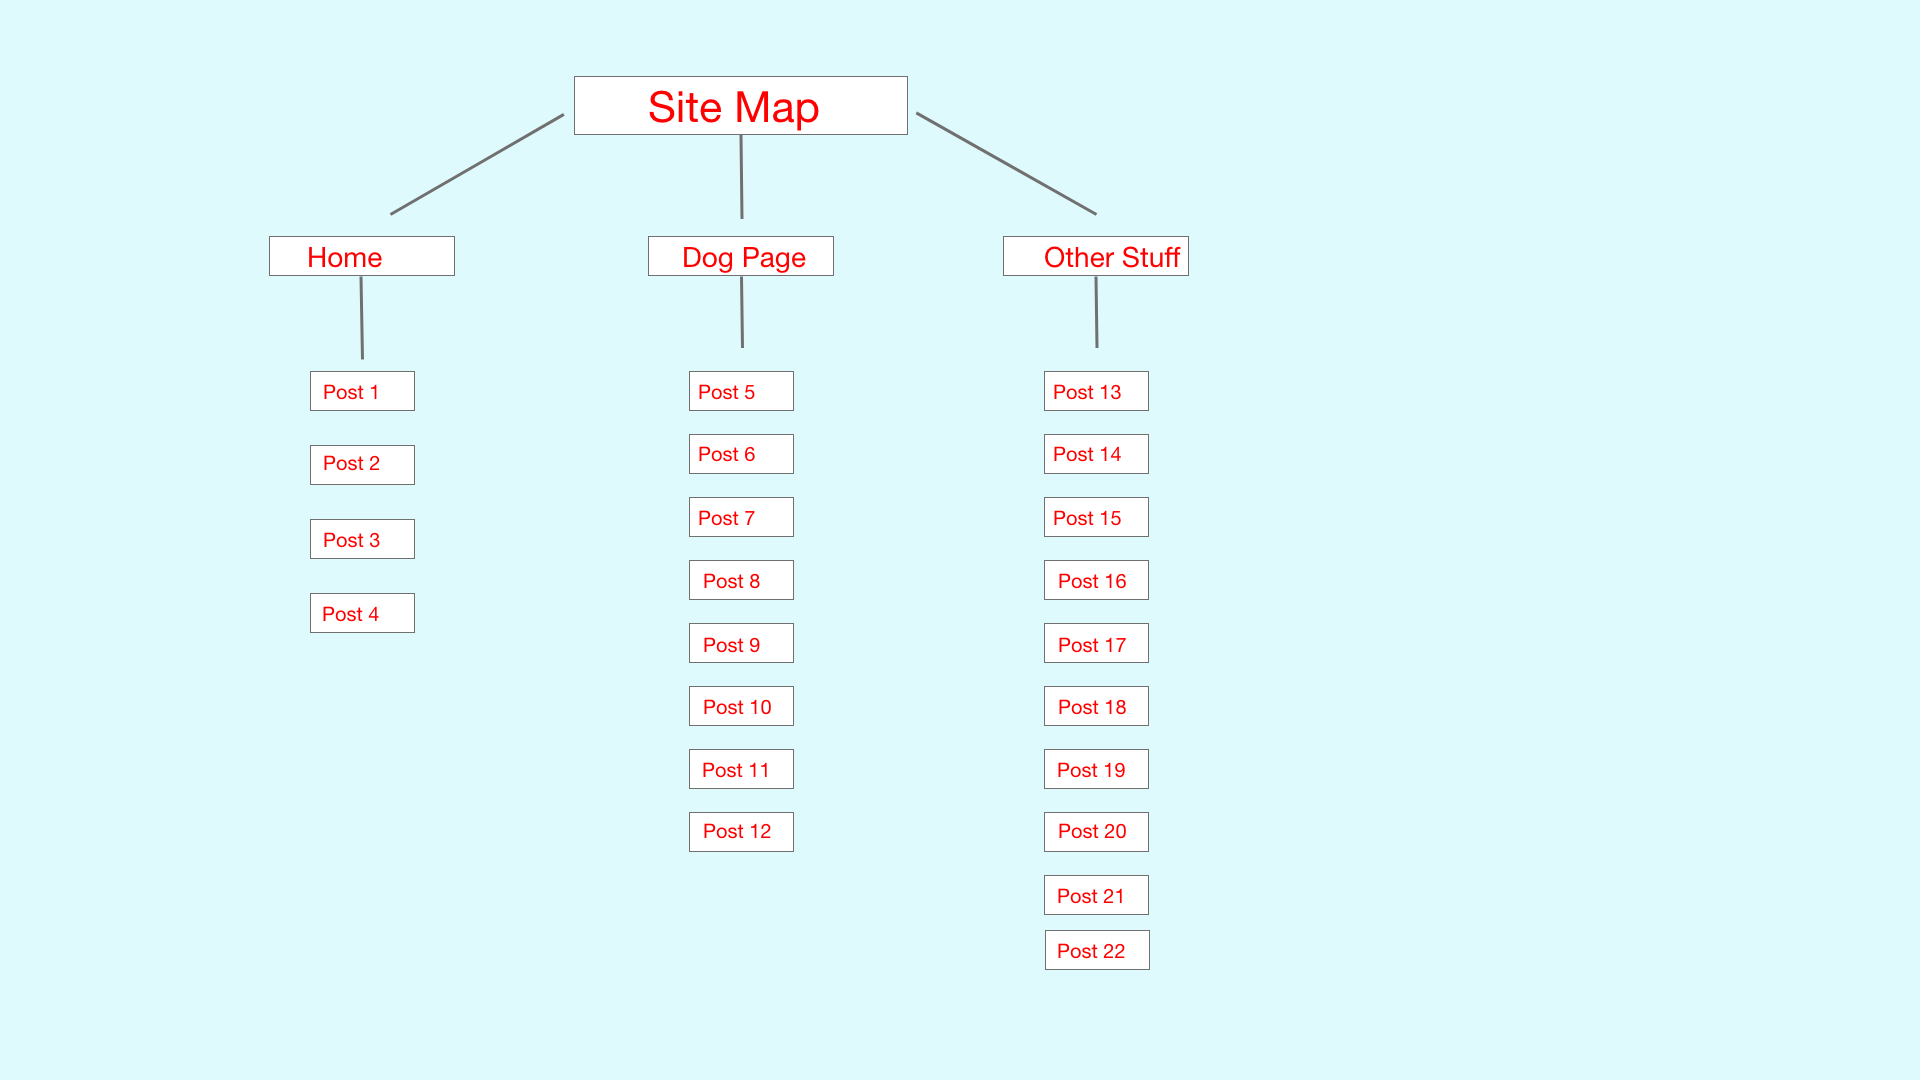 Site Map
Home
Dog Page
Other Stuff
Post 1
Post 2
Post 3
Post 4
Post 5
Post 6
Post 7
Post 8
Post 9
Post 10
Post 11
Post 12
Post 13
Post 14
Post 15
Post 16
Post 17
Post 18
Post 19
Post 20
Post 21
Post 22